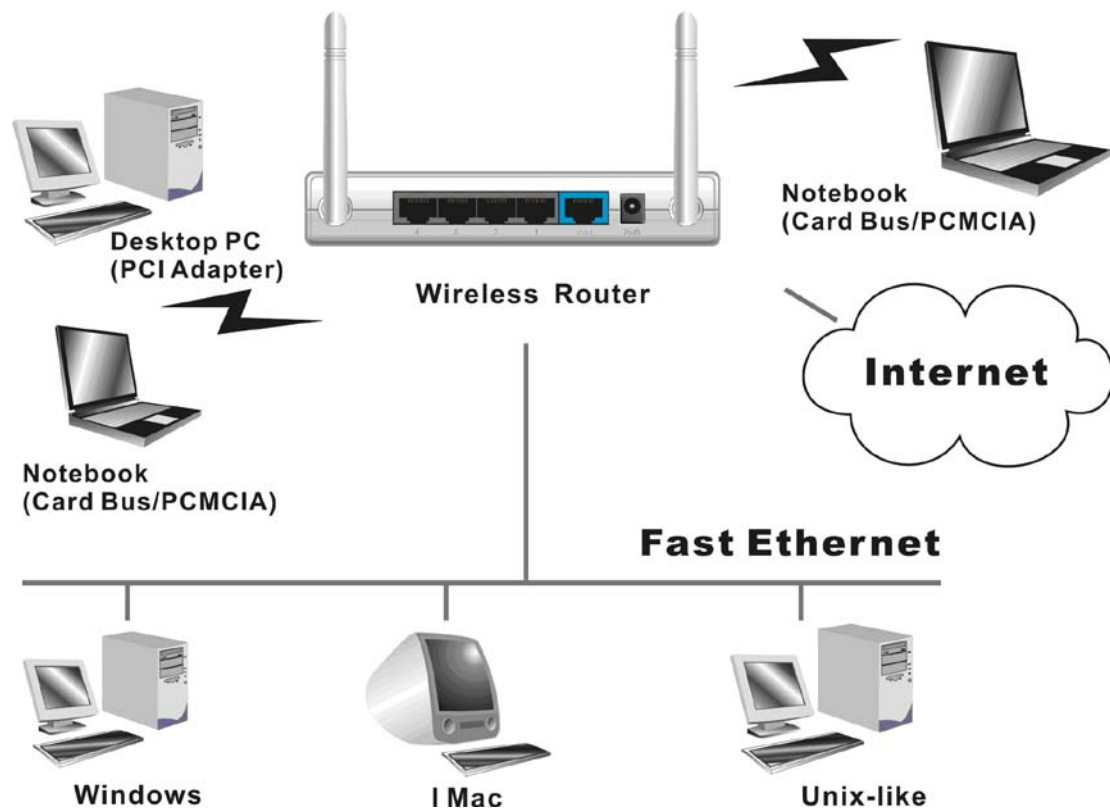 Desktop PC
(PCI Adapter)
Wireless Router
Notebook
(Card Bus/PCMCIA)
Internet
Notebook
(Card Bus/PCMCIA)
Fast Ethernet
Windows
I Mac
Unix-like